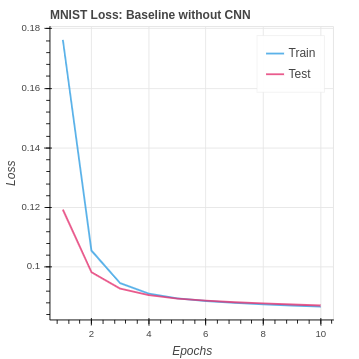 MNIST Loss: Baseline without CNN
0.18
0.16
0.14
0.12
0.1
Loss
Train
Test
2 4 6 8 10
Epochs